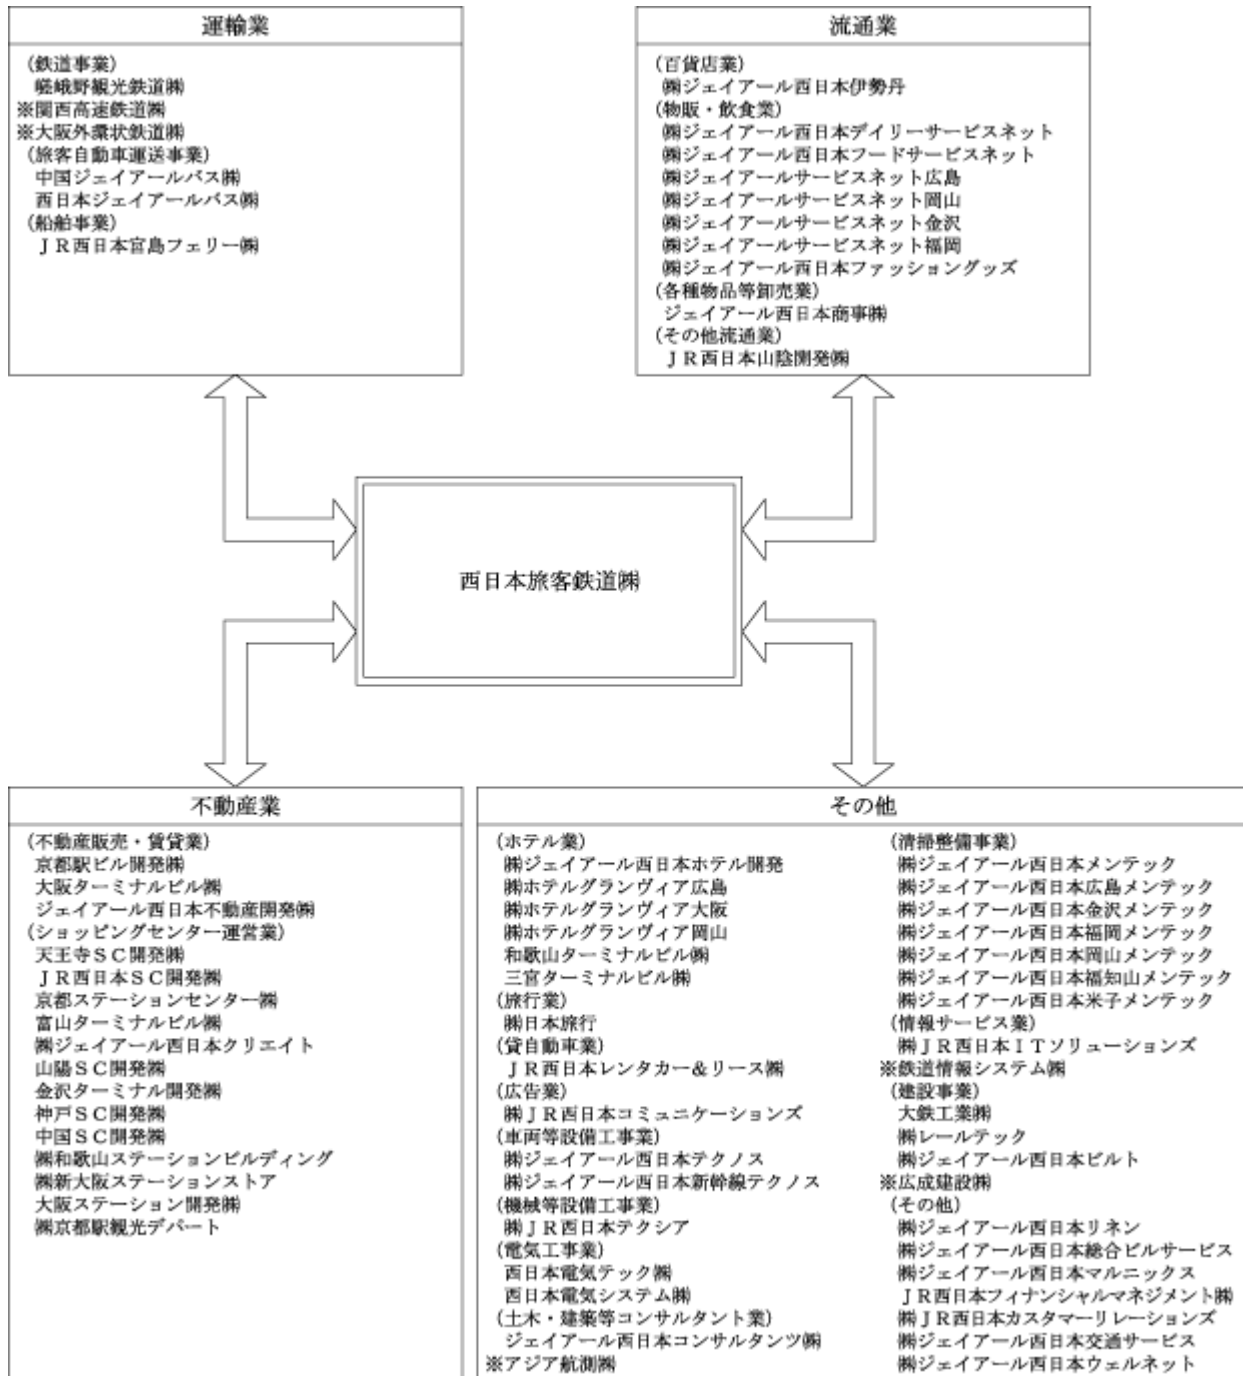 運輸業
(鉄道事業)
嵯峨野観光鉄道㈱
※関西高速鉄道㈱
※大阪外環状鉄道㈱
(旅客自動車運送事業)
中国ジェイアールバス㈱
西日本ジェイアールバス㈱
(船舶事業)
ＪＲ西日本宮島フェリー㈱
流通業
(百貨店業)
㈱ジェイアール西日本伊勢丹
(物販・飲食業)
㈱ジェイアール西日本デイリーサービスネット
㈱ジェイアール西日本フードサービスネット
㈱ジェイアールサービスネット広島
㈱ジェイアールサービスネット岡山
㈱ジェイアールサービスネット金沢
㈱ジェイアールサービスネット福岡
㈱ジェイアール西日本ファッショングッズ
(各種物品等卸売業)
ジェイアール西日本商事㈱
(その他流通業)
ＪＲ西日本山陰開発㈱
西日本旅客鉄道㈱
不動産業
(不動産販売・賃貸業)
京都駅ビル開発㈱
大阪ターミナルビル㈱
ジェイアール西日本不動産開発㈱
(ショッピングセンター運営業)
天王寺ＳＣ開発㈱
ＪＲ西日本ＳＣ開発㈱
京都ステーションセンター㈱
富山ターミナルビル㈱
㈱ジェイアール西日本クリエイト
山陽ＳＣ開発㈱
金沢ターミナル開発㈱
神戸ＳＣ開発㈱
中国ＳＣ開発㈱
㈱和歌山ステーションビルディング
㈱新大阪ステーションストア
大阪ステーション開発㈱
㈱京都駅観光デパート
その他
(ホテル業)
㈱ジェイアール西日本ホテル開発
㈱ホテルグランヴィア広島
㈱ホテルグランヴィア大阪
㈱ホテルグランヴィア岡山
和歌山ターミナルビル㈱
三宮ターミナルビル㈱
(旅行業)
㈱日本旅行
(貸自動車業)
ＪＲ西日本レンタカー＆リース㈱
(広告業)
㈱ＪＲ西日本コミュニケーションズ
(車両等設備工事業)
㈱ジェイアール西日本テクノス
㈱ジェイアール西日本新幹線テクノス
(機械等設備工事業)
㈱ＪＲ西日本テクシア
(電気工事業)
西日本電気テック㈱
西日本電気システム㈱
(土木・建築等コンサルタント業)
ジェイアール西日本コンサルタンツ㈱
※アジア航測㈱
(清掃整備事業)
㈱ジェイアール西日本メンテック
㈱ジェイアール西日本広島メンテック
㈱ジェイアール西日本金沢メンテック
㈱ジェイアール西日本福岡メンテック
㈱ジェイアール西日本岡山メンテック
㈱ジェイアール西日本福知山メンテック
㈱ジェイアール西日本米子メンテック
(情報サービス業)
㈱ＪＲ西日本ＩＴソリューションズ
※鉄道情報システム㈱
(建設事業)
大鉄工業㈱
㈱レールテック
㈱ジェイアール西日本ビルト
※広成建設㈱
(その他)
㈱ジェイアール西日本リネン
㈱ジェイアール西日本総合ビルサービス
㈱ジェイアール西日本マルニックス
ＪＲ西日本フィナンシャルマネジメント㈱
㈱ＪＲ西日本カスタマーリレーションズ
㈱ジェイアール西日本交通サービス
㈱ジェイアール西日本ウェルネット